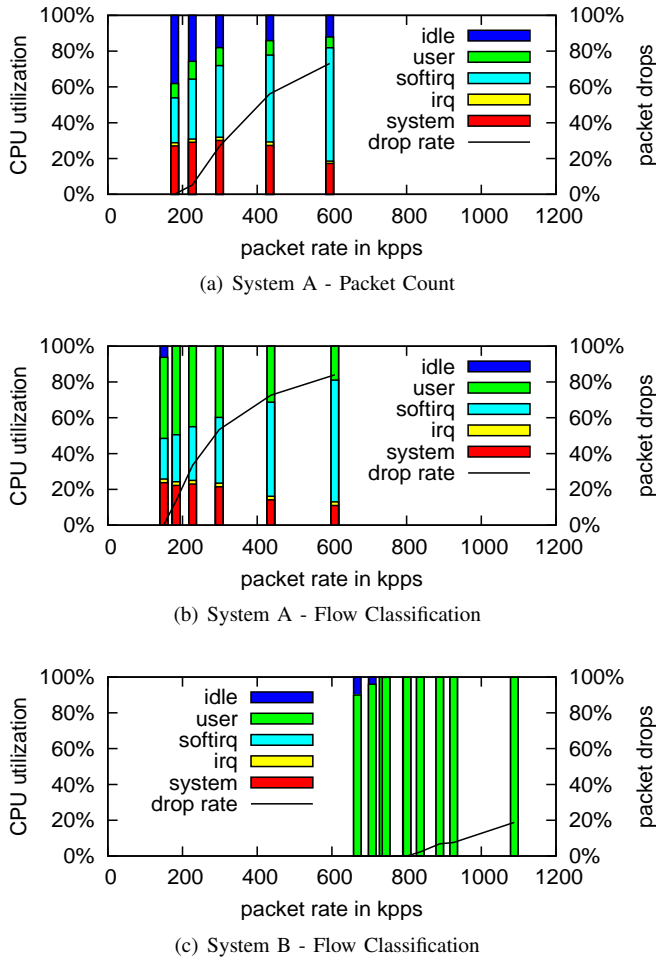 100% 100%
80% 80%
60% 60%
40% 40%
20% 20%
0% 0%
CPU utilization
packet drops
idle
user
softirq
irq
system
drop rate
0 200 400 600 800 1000 1200
packet rate in kpps
(a) System A - Packet Count
100% 100%
80% 80%
60% 60%
40% 40%
20% 20%
0% 0%
CPU utilization
packet drops
idle
user
softirq
irq
system
drop rate
0 200 400 600 800 1000 1200
packet rate in kpps
(b) System A - Flow Classification
100% 100%
80% 80%
60% 60%
40% 40%
20% 20%
0% 0%
CPU utilization
packet drops
idle
user
softirq
irq
system
drop rate
0 200 400 600 800 1000 1200
packet rate in kpps
(c) System B - Flow Classification